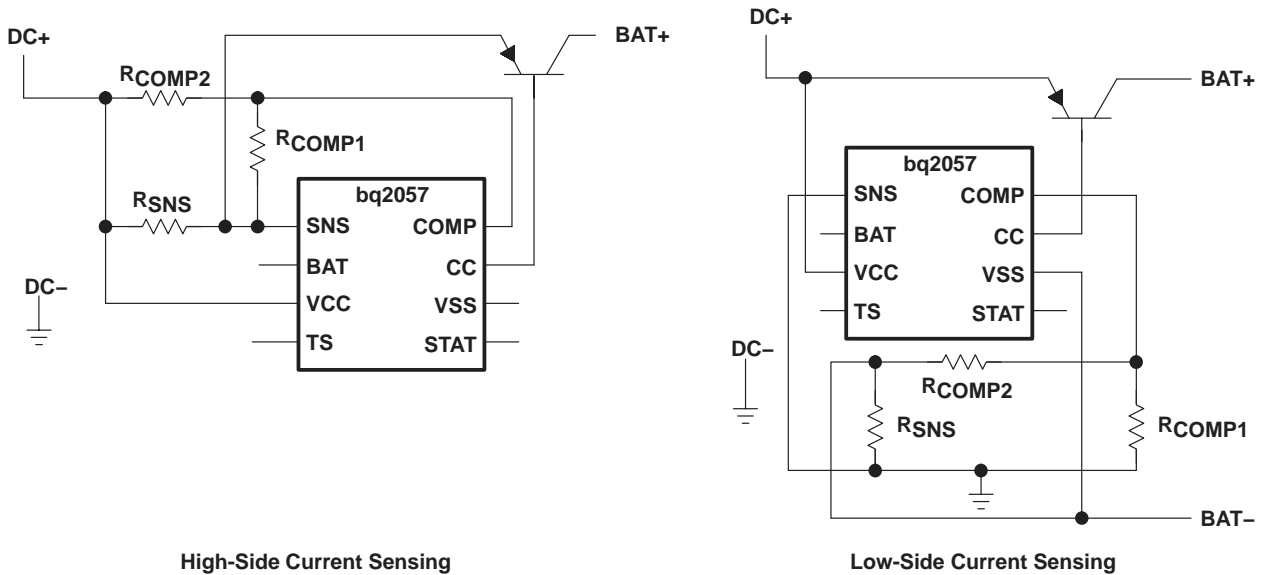 DC+
BAT+
RCOMP2
RCOMP1
RSNS
bq2057
SNS
COMP
BAT
CC
DC–
VCC
VSS
TS
STAT
High-Side Current Sensing
DC+
BAT+
bq2057
SNS
COMP
BAT
CC
VCC
VSS
TS
STAT
DC–
RCOMP2
RSNS
RCOMP1
BAT–
Low-Side Current Sensing